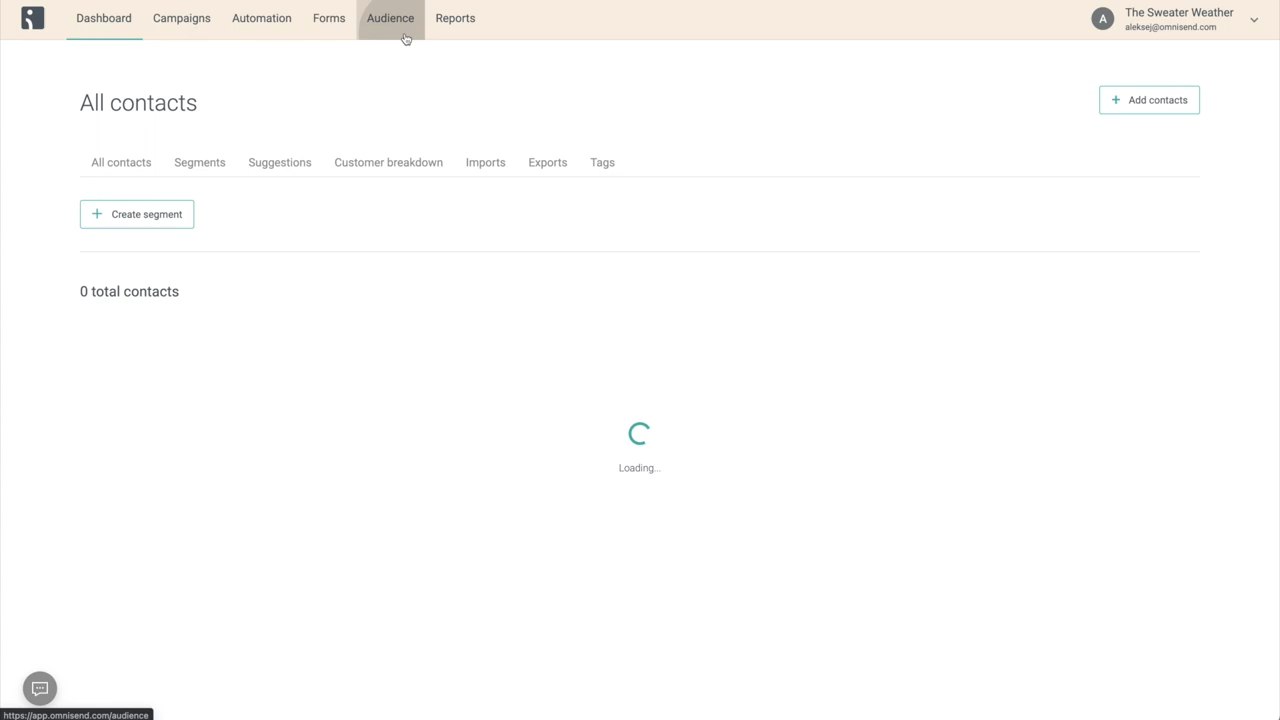 Dashboard Campaigns Automation Forms Audience Reports
A The Sweater Weather
aleksej@omnisend.com
All contacts
+ Add contacts
All contacts Segments Suggestions Customer breakdown Imports Exports Tags
+ Create segment
0 total contacts
Loading...
https://app.omnisend.com/audience